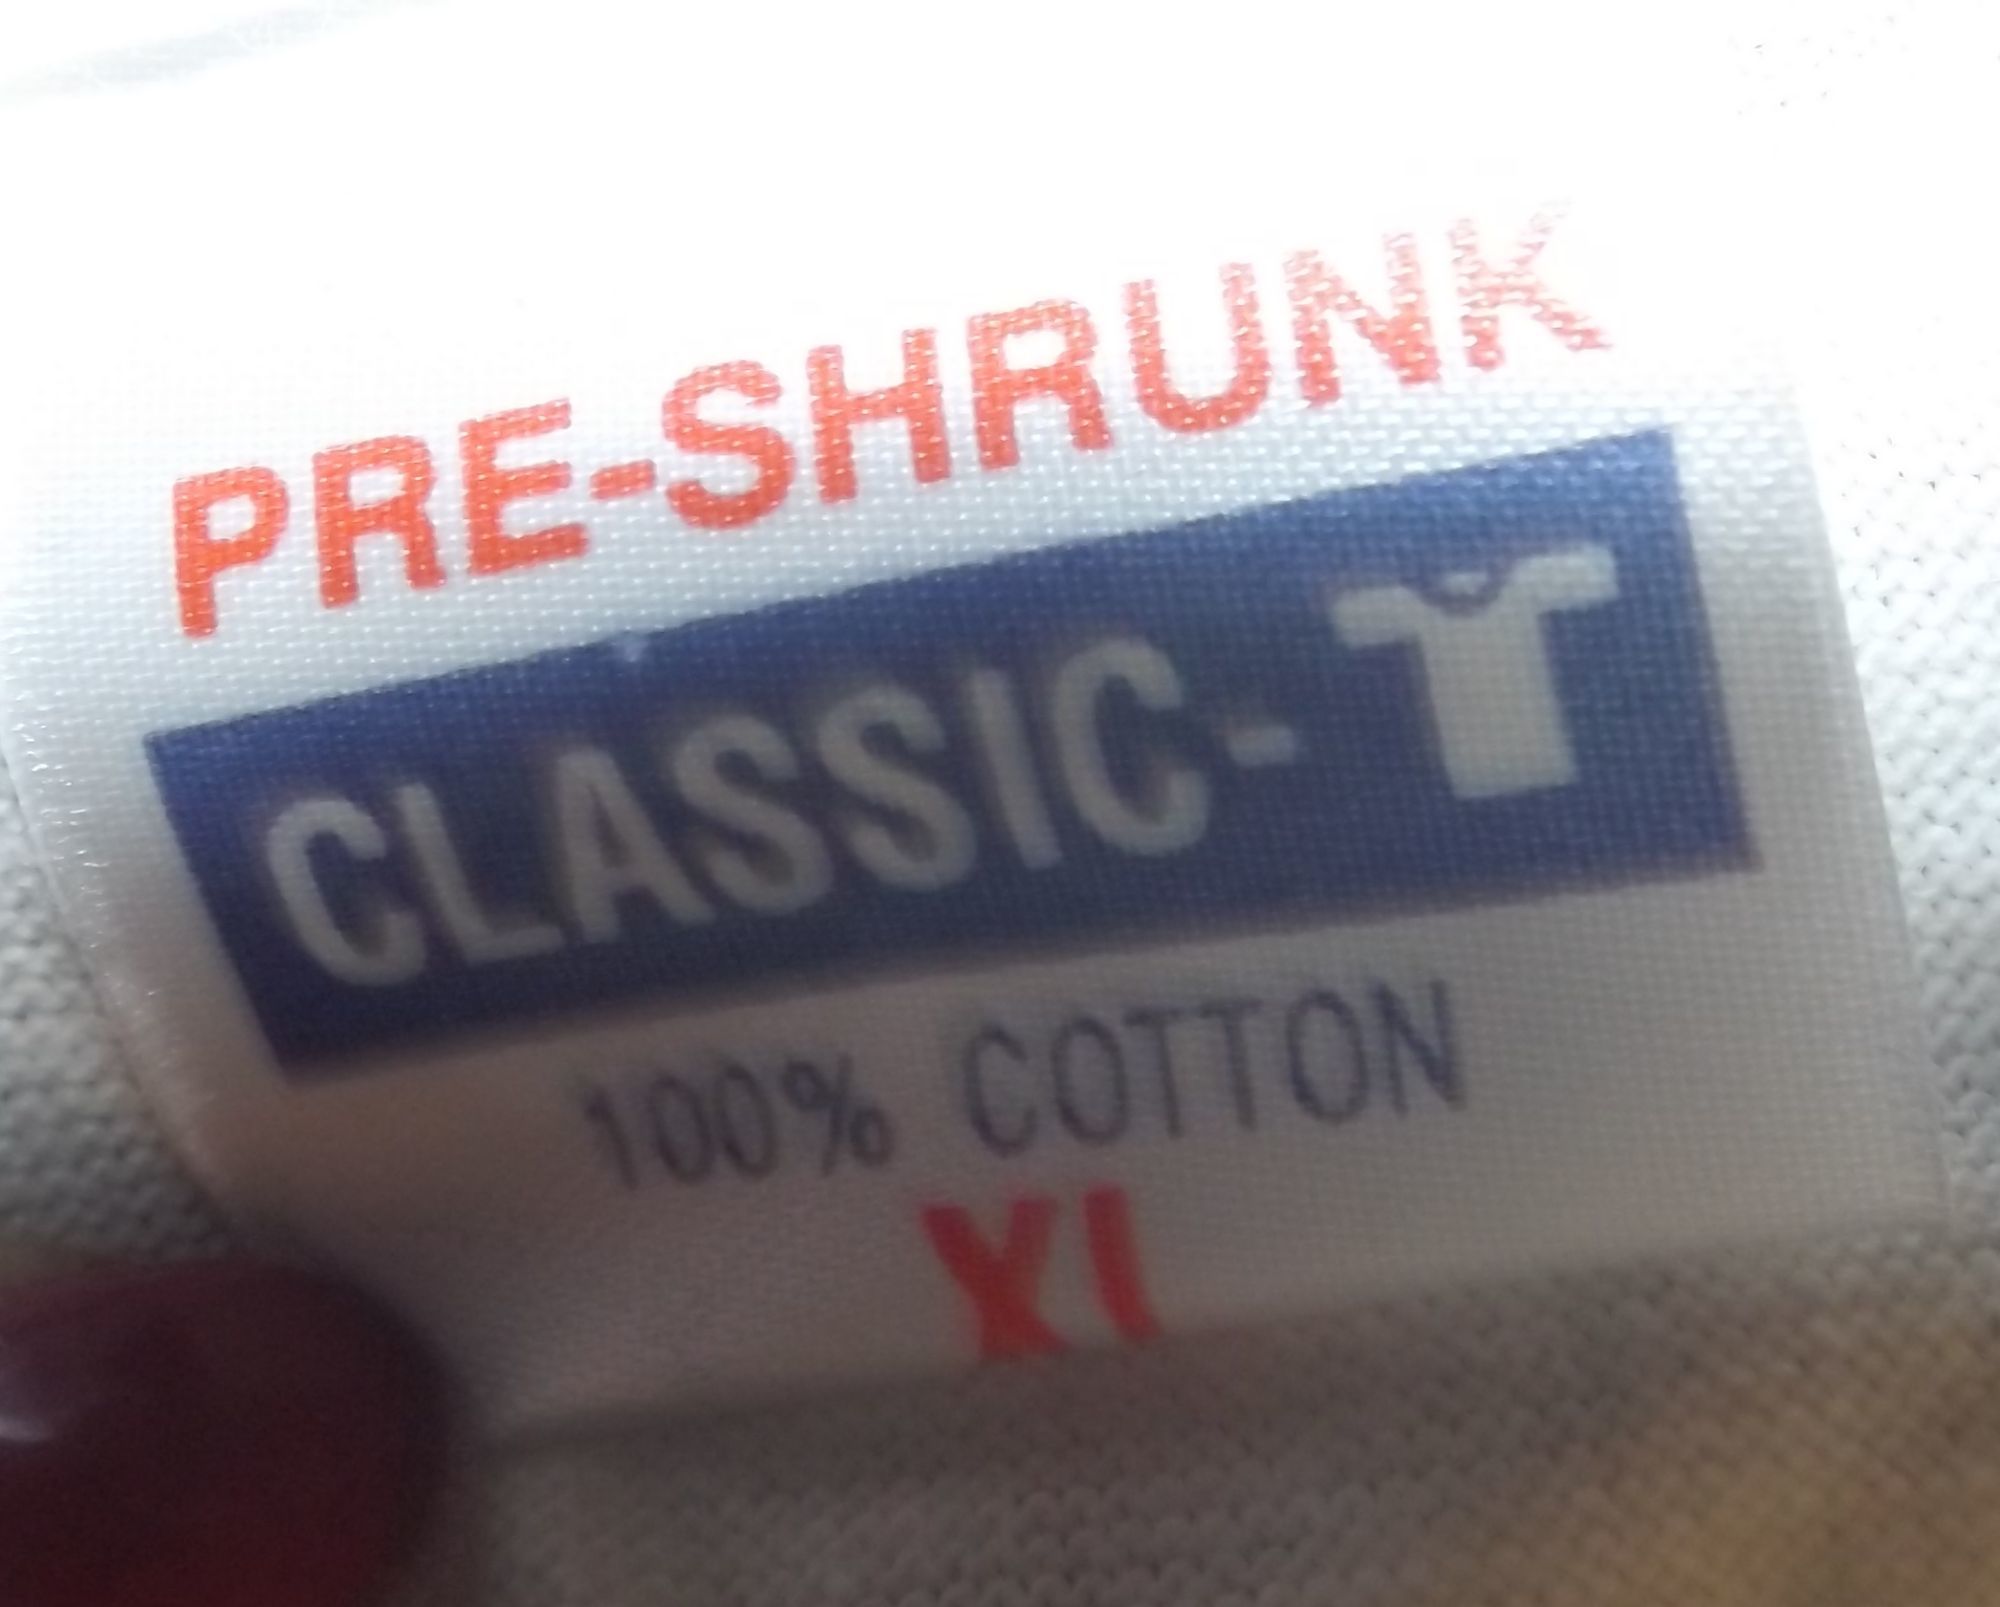 PRE-SHRUNK
CLASSIC-T
100% COTTON
XL